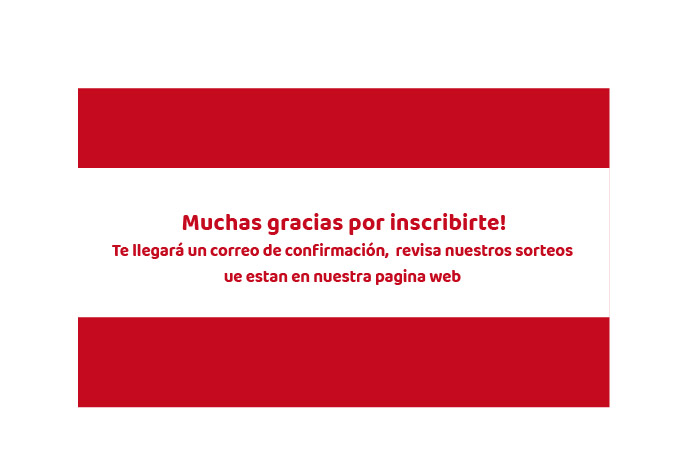 Muchas gracias por inscribirte!
Te llegará un correo de confirmación, revisa nuestros sorteos
ue estan en nuestra pagina web